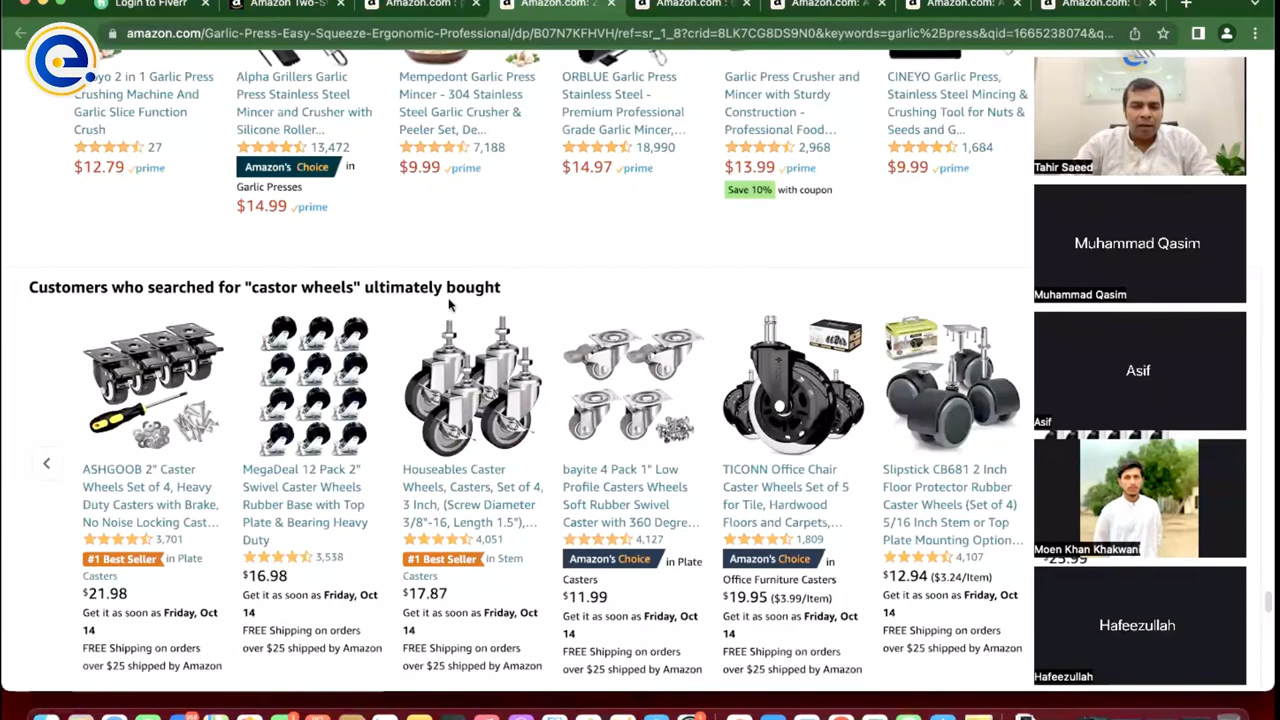 Login to Fiverr
Amazon Two-S
Amazon.com : g
Amazon.com: Z
Amazon.com : t
Amazon.com: A
Amazon.com: A
Amazon.com: G
amazon.com/Garlic-Press-Easy-Squeeze-Ergonomic-Professional/dp/B07N7KFHVH/ref=sr_1_8?crid=8LK7CG8DS9N0&keywords=garlic%2Bpress&qid=1665238074&q...
2 in 1 Garlic Press
Crushing Machine And
Garlic Slice Function
Crush
27
$12.79 prime
Alpha Grillers Garlic
Press Stainless Steel
Mincer and Crusher with
Silicone Roller...
13,472
Amazon's Choice in
Garlic Presses
$14.99 prime
Mempedont Garlic Press
Mincer - 304 Stainless
Steel Garlic Crusher &
Peeler Set, De...
7,188
$9.99 prime
ORBLUE Garlic Press
Stainless Steel -
Premium Professional
Grade Garlic Mincer,...
18,990
$14.97 prime
Garlic Press Crusher and
Mincer with Sturdy
Construction -
Professional Food...
2,968
$13.99 prime
Save 10% with coupon
CINEYO Garlic Press,
Stainless Steel Mincing &
Crushing Tool for Nuts &
Seeds and G...
1,684
$9.99 prime
Customers who searched for "castor wheels" ultimately bought
ASHGOOB 2" Caster
Wheels Set of 4, Heavy
Duty Casters with Brake,
No Noise Locking Cast...
3,701
#1 Best Seller in Plate
Casters
$21.98
Get it as soon as Friday, Oct
14
FREE Shipping on orders
over $25 shipped by Amazon
MegaDeal 12 Pack 2"
Swivel Caster Wheels
Rubber Base with Top
Plate & Bearing Heavy
Duty
3,538
$16.98
Get it as soon as Friday, Oct
14
FREE Shipping on orders
over $25 shipped by Amazon
Houseables Caster
Wheels, Casters, Set of 4,
3 Inch, (Screw Diameter
3/8"-16, Length 1.5"),...
4,051
#1 Best Seller in Stem
Casters
$17.87
Get it as soon as Friday, Oct
14
FREE Shipping on orders
over $25 shipped by Amazon
bayite 4 Pack 1" Low
Profile Casters Wheels
Soft Rubber Swivel
Caster with 360 Degre...
4,127
Amazon's Choice in Plate
Casters
$11.99
Get it as soon as Friday, Oct
14
FREE Shipping on orders
over $25 shipped by Amazon
TICONN Office Chair
Caster Wheels Set of 5
for Tile, Hardwood
Floors and Carpets,...
1,809
Amazon's Choice in
Office Furniture Casters
$19.95 ($3.99/Item)
Get it as soon as Friday, Oct
14
FREE Shipping on orders
over $25 shipped by Amazon
Slipstick CB681 2 Inch
Floor Protector Rubber
Caster Wheels (Set of 4)
5/16 Inch Stem or Top
Plate Mounting Option...
4,107
$12.94 ($3.24/Item)
Get it as soon as Friday, Oct
14
FREE Shipping on orders
over $25 shipped by Amazon
Tahir Saeed
Muhammad Qasim
Muhammad Qasim
Asif
Asif
Moen Khan Khakwani
Hafeezullah
Hafeezullah